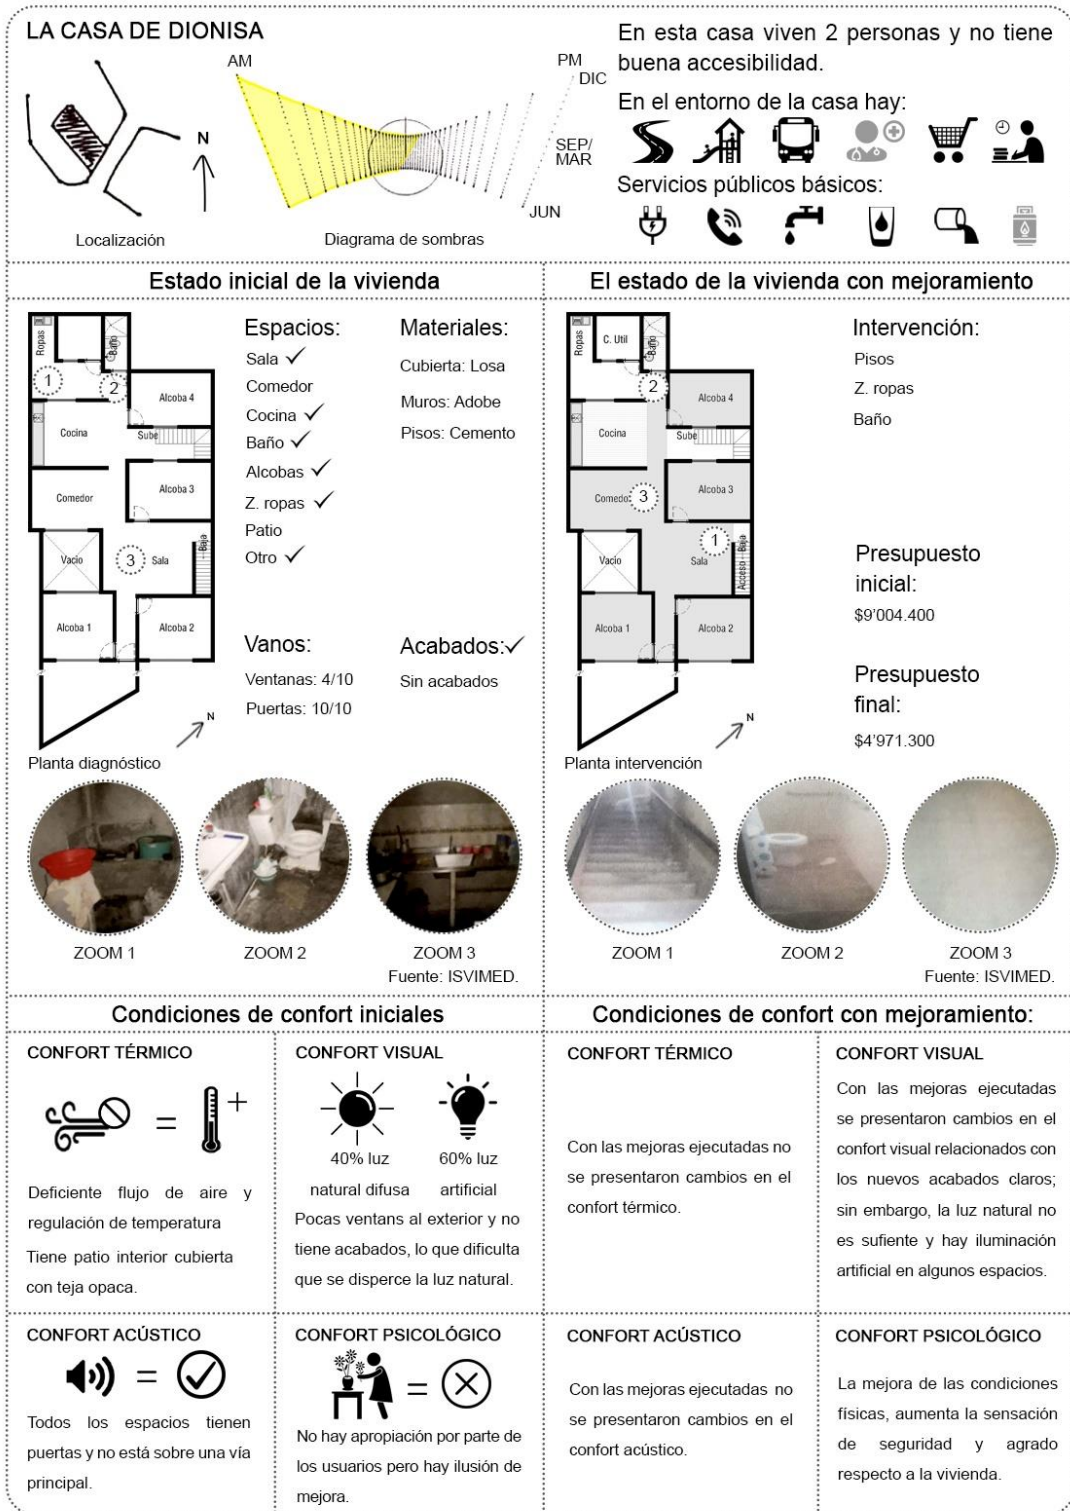 LA CASA DE DIONISA
AM
PM
DIC
SEP/
MAR
JUN
N
Localización
Diagrama de sombras
En esta casa viven 2 personas y no tiene
buena accesibilidad.
En el entorno de la casa hay:
Servicios públicos básicos:
Estado inicial de la vivienda
Ropas
Baño
1
2
Alcoba 4
Cocina
Sube
Comedor
Alcoba 3
Vacio
3
Sala
Baja
Alcoba 1
Alcoba 2
N
Planta diagnóstico
Espacios:
Sala ✓
Comedor
Cocina ✓
Baño ✓
Alcobas ✓
Z. ropas ✓
Patio
Otro ✓
Materiales:
Cubierta: Losa
Muros: Adobe
Pisos: Cemento
Vanos:
Ventanas: 4/10
Puertas: 10/10
Acabados:✓
Sin acabados
ZOOM 1
ZOOM 2
ZOOM 3
Fuente: ISVIMED.
El estado de la vivienda con mejoramiento
Ropas
C. Util
Baño
2
Alcoba 4
Cocina
Sube
Comedo
3
Alcoba 3
1
Vacio
Sala
Acceso - Baja
Alcoba 1
Alcoba 2
N
Planta intervención
Intervención:
Pisos
Z. ropas
Baño
Presupuesto
inicial:
$9’004.400
Presupuesto
final:
$4’971.300
ZOOM 1
ZOOM 2
ZOOM 3
Fuente: ISVIMED.
Condiciones de confort iniciales
CONFORT TÉRMICO
= +
Deficiente flujo de aire y
regulación de temperatura
Tiene patio interior cubierta
con teja opaca.
CONFORT VISUAL
40% luz
natural difusa
60% luz
artificial
Pocas ventans al exterior y no
tiene acabados, lo que dificulta
que se disperce la luz natural.
CONFORT ACÚSTICO
=
Todos los espacios tienen
puertas y no está sobre una vía
principal.
CONFORT PSICOLÓGICO
=
No hay apropiación por parte de
los usuarios pero hay ilusión de
mejora.
Condiciones de confort con mejoramiento:
CONFORT TÉRMICO
Con las mejoras ejecutadas no
se presentaron cambios en el
confort térmico.
CONFORT VISUAL
Con las mejoras ejecutadas
se presentaron cambios en el
confort visual relacionados con
los nuevos acabados claros;
sin embargo, la luz natural no
es sufiente y hay iluminación
artificial en algunos espacios.
CONFORT ACÚSTICO
Con las mejoras ejecutadas no
se presentaron cambios en el
confort acústico.
CONFORT PSICOLÓGICO
La mejora de las condiciones
físicas, aumenta la sensación
de seguridad y agrado
respecto a la vivienda.